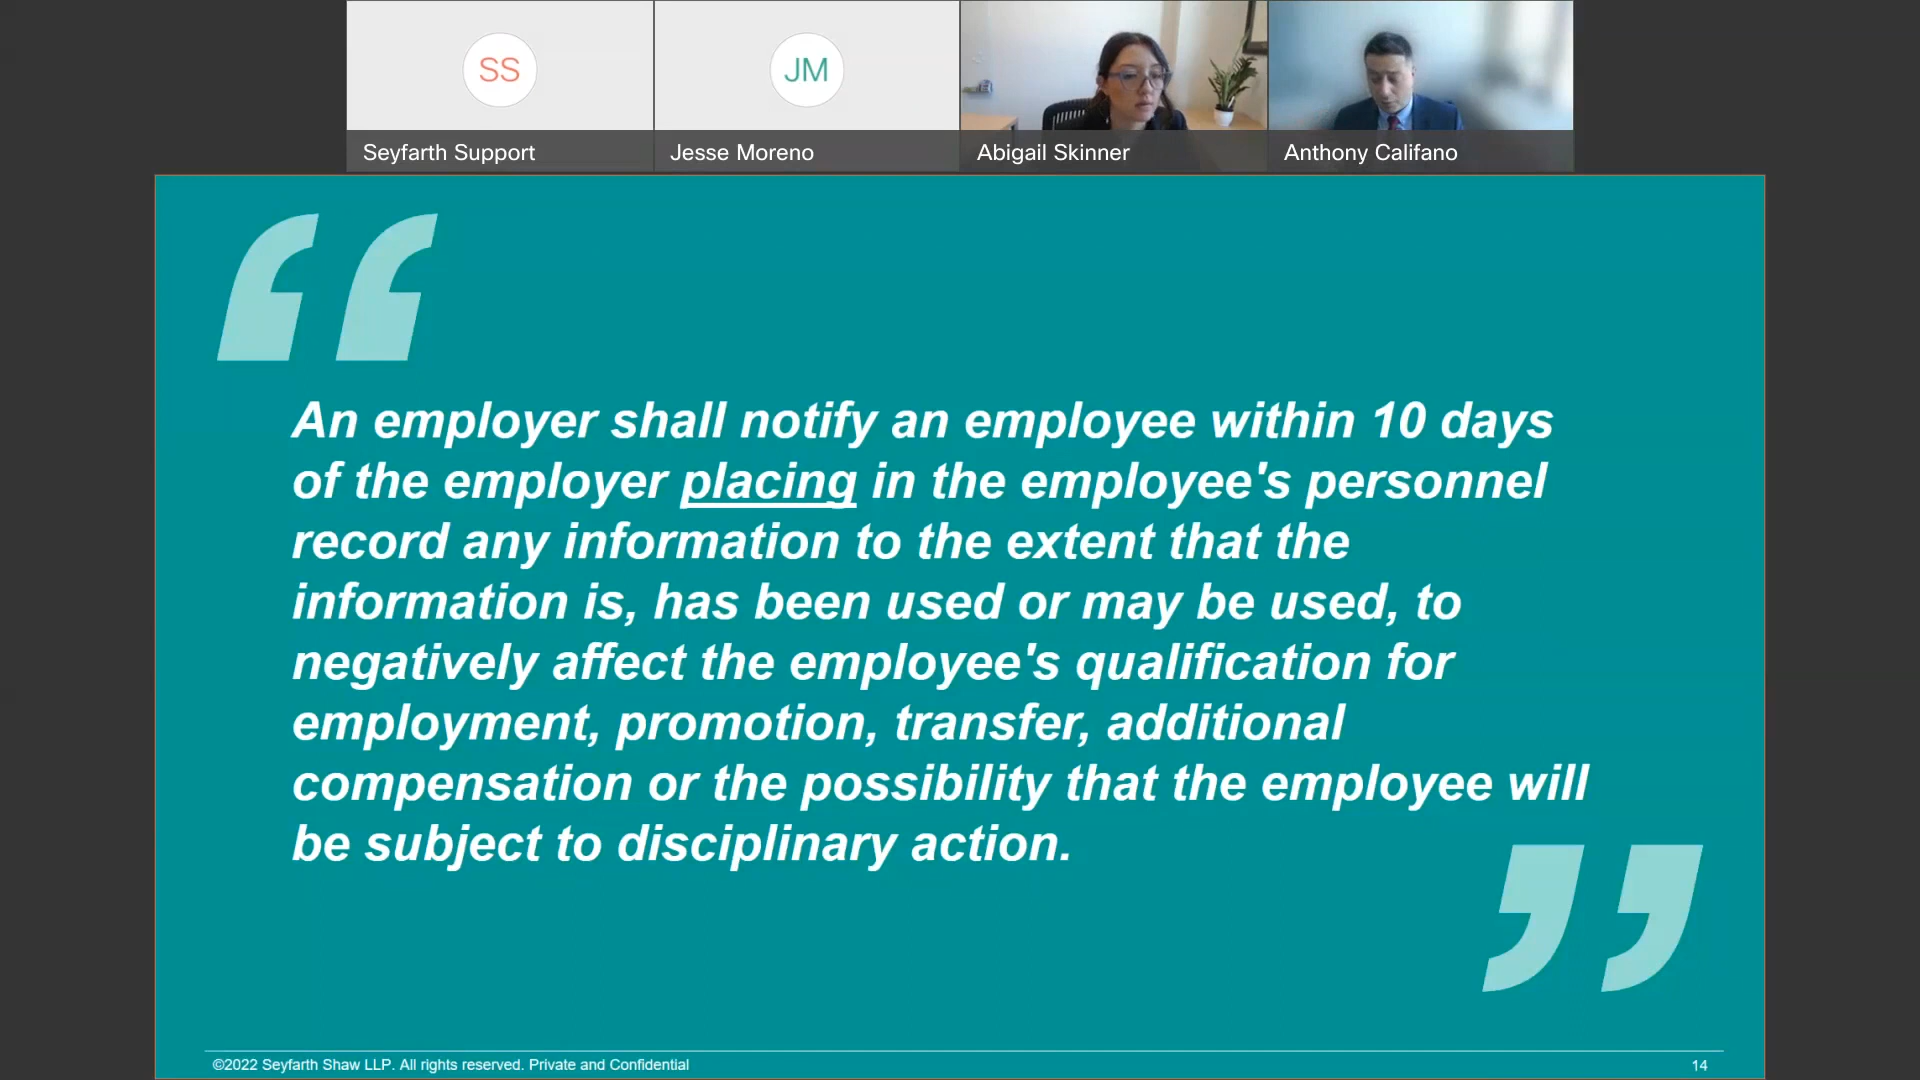 SS
JM
Seyfarth Support
Jesse Moreno
Abigail Skinner
Anthony Califano
“
An employer shall notify an employee within 10 days
of the employer placing in the employee's personnel
record any information to the extent that the
information is, has been used or may be used, to
negatively affect the employee's qualification for
employment, promotion, transfer, additional
compensation or the possibility that the employee will
be subject to disciplinary action.
”
©2022 Seyfarth Shaw LLP. All rights reserved. Private and Confidential
14